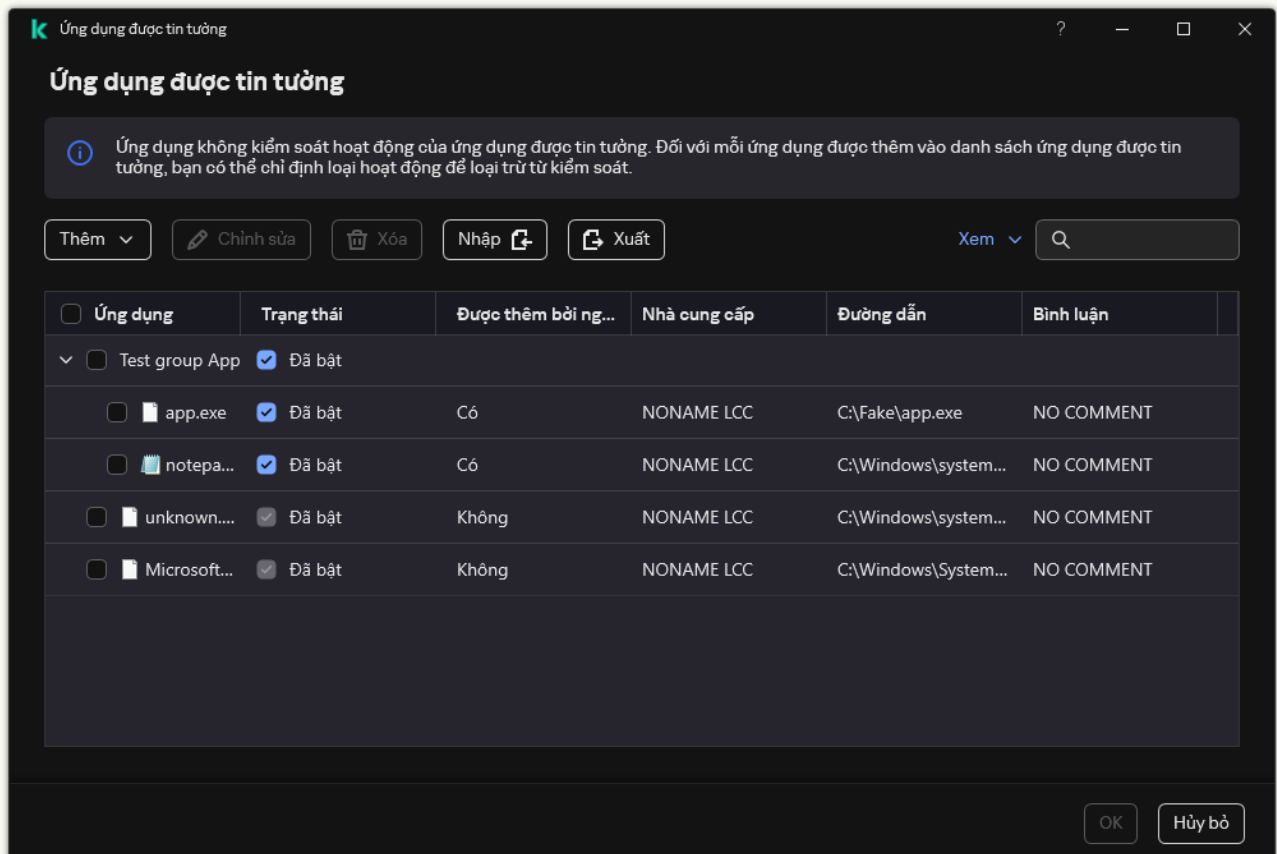 Ứng dụng được tin tưởng
Ứng dụng được tin tưởng
Ứng dụng không kiểm soát hoạt động của ứng dụng được tin tưởng. Đối với mỗi ứng dụng được thêm vào danh sách ứng dụng được tin
tưởng, bạn có thể chỉ định loại hoạt động để loại trừ từ kiểm soát.
Thêm Chỉnh sửa Xóa Nhập Xuất Xem
Ứng dụng Trạng thái Được thêm bởi ng... Nhà cung cấp Đường dẫn Bình luận
Test group App Đã bật
app.exe Đã bật Có NONAME LCC C:\Fake\app.exe NO COMMENT
notepa... Đã bật Có NONAME LCC C:\Windows\system... NO COMMENT
unknown.... Đã bật Không NONAME LCC C:\Windows\system... NO COMMENT
Microsoft... Đã bật Không NONAME LCC C:\Windows\System... NO COMMENT
OK Hủy bỏ